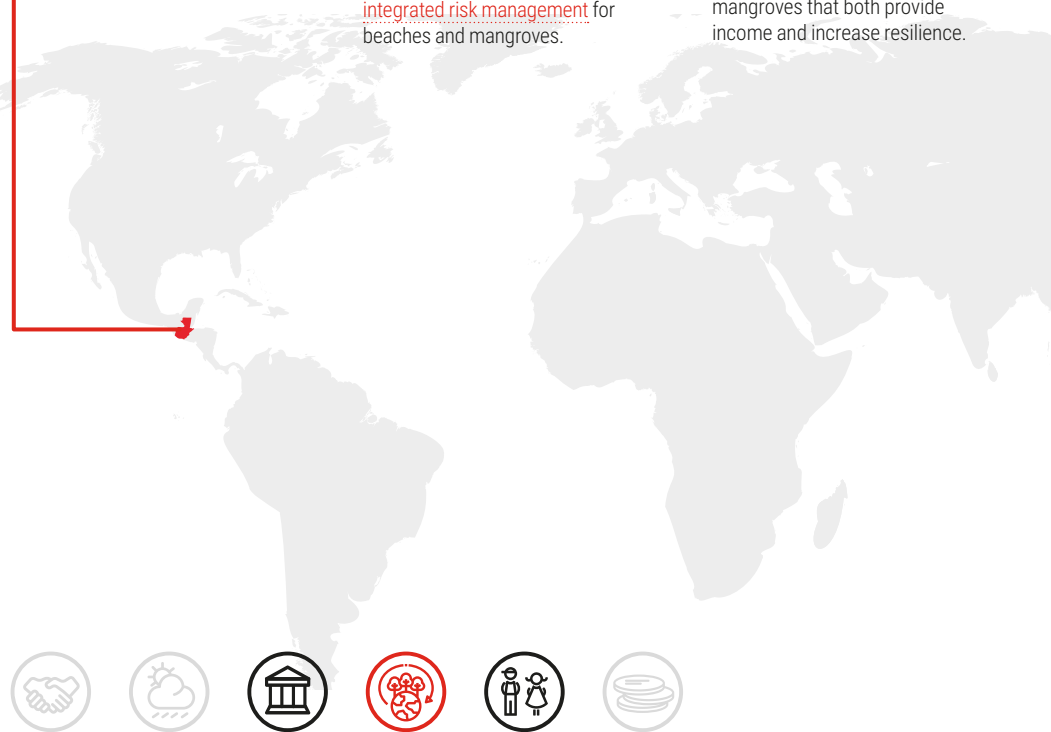 integrated risk management for
beaches and mangroves.
mangroves that both provide
income and increase resilience.